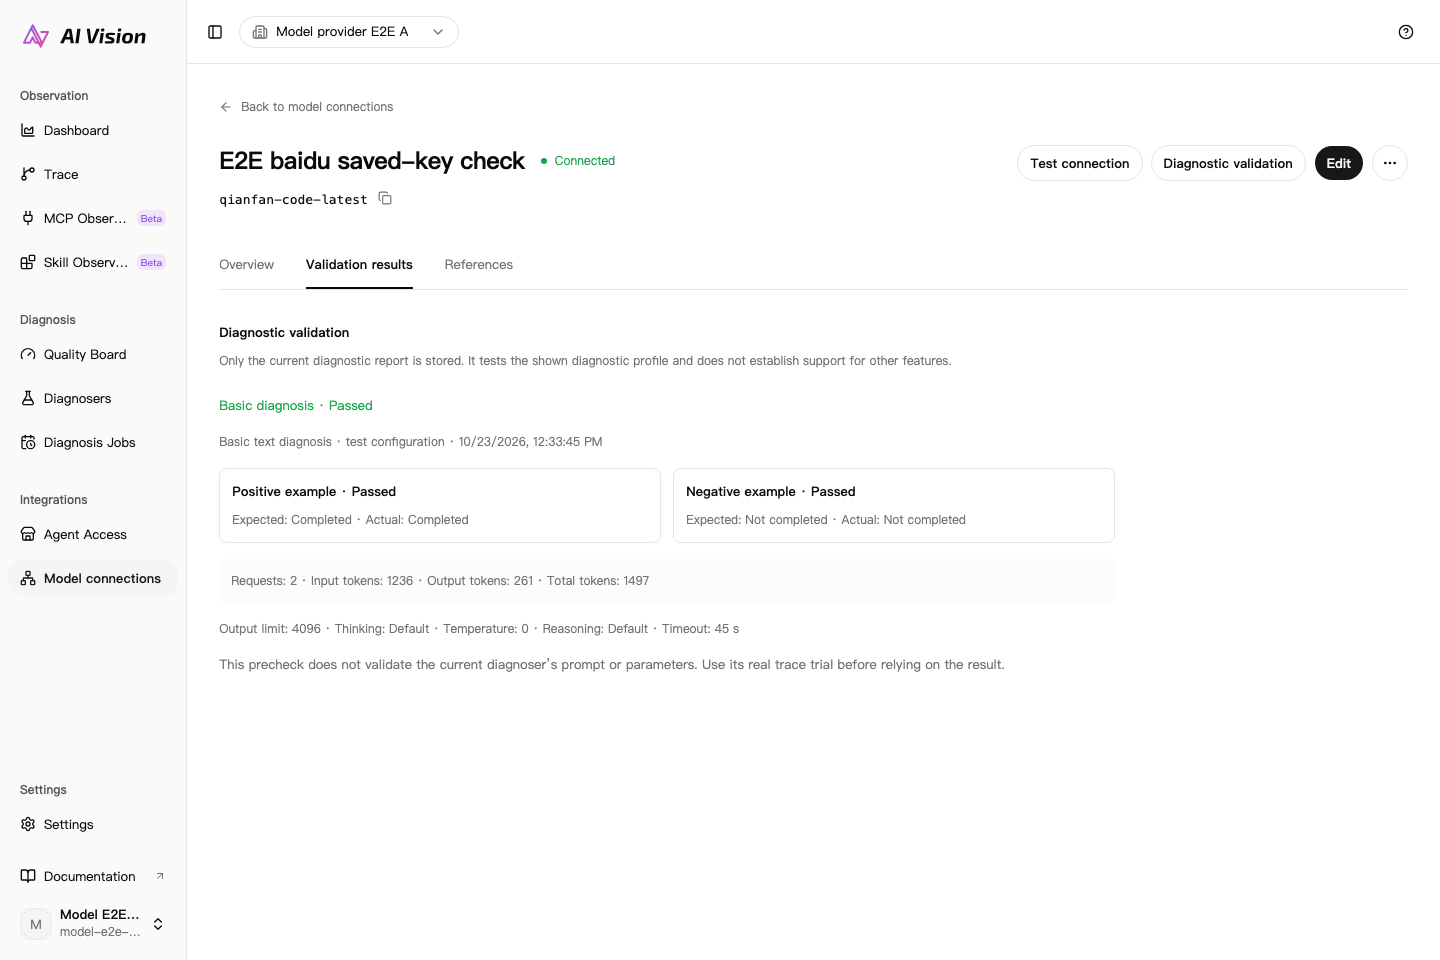 AI Vision
Model provider E2E A
Observation
Dashboard
Trace
MCP Obser... Beta
Skill Observ... Beta
Diagnosis
Quality Board
Diagnosers
Diagnosis Jobs
Integrations
Agent Access
Model connections
Settings
Settings
Documentation
M
Model E2E...
model-e2e-...
Back to model connections
E2E baidu saved-key check
Connected
Test connection
Diagnostic validation
Edit
qianfan-code-latest
Overview
Validation results
References
Diagnostic validation
Only the current diagnostic report is stored. It tests the shown diagnostic profile and does not establish support for other features.
Basic diagnosis · Passed
Basic text diagnosis · test configuration · 10/23/2026, 12:33:45 PM
Positive example · Passed
Expected: Completed · Actual: Completed
Negative example · Passed
Expected: Not completed · Actual: Not completed
Requests: 2 · Input tokens: 1236 · Output tokens: 261 · Total tokens: 1497
Output limit: 4096 · Thinking: Default · Temperature: 0 · Reasoning: Default · Timeout: 45 s
This precheck does not validate the current diagnoser's prompt or parameters. Use its real trace trial before relying on the result.